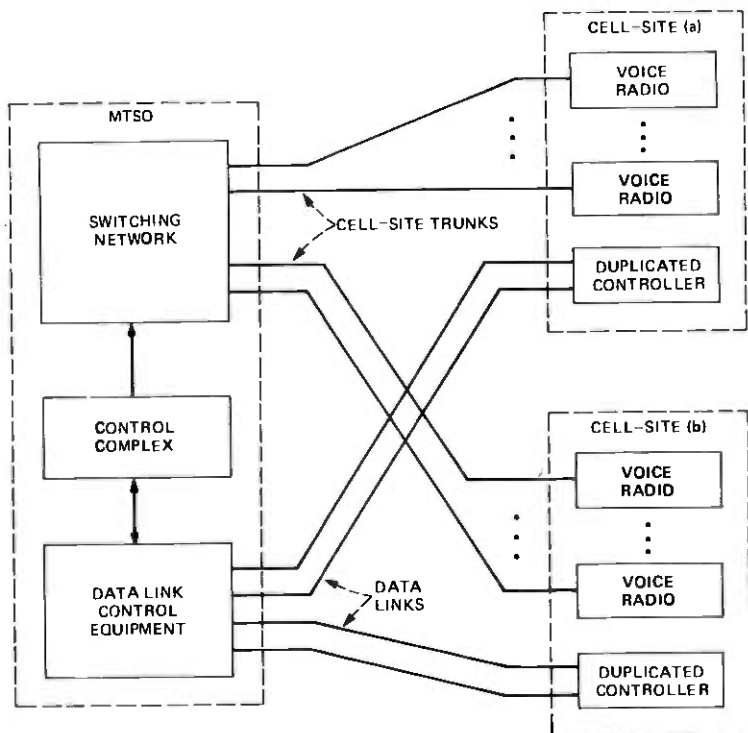 MTSO
SWITCHING
NETWORK
CONTROL
COMPLEX
DATA LINK
CONTROL
EQUIPMENT
CELL-SITE TRUNKS
DATA
LINKS
CELL-SITE (a)
VOICE
RADIO
VOICE
RADIO
DUPLICATED
CONTROLLER
CELL-SITE (b)
VOICE
RADIO
VOICE
RADIO
DUPLICATED
CONTROLLER